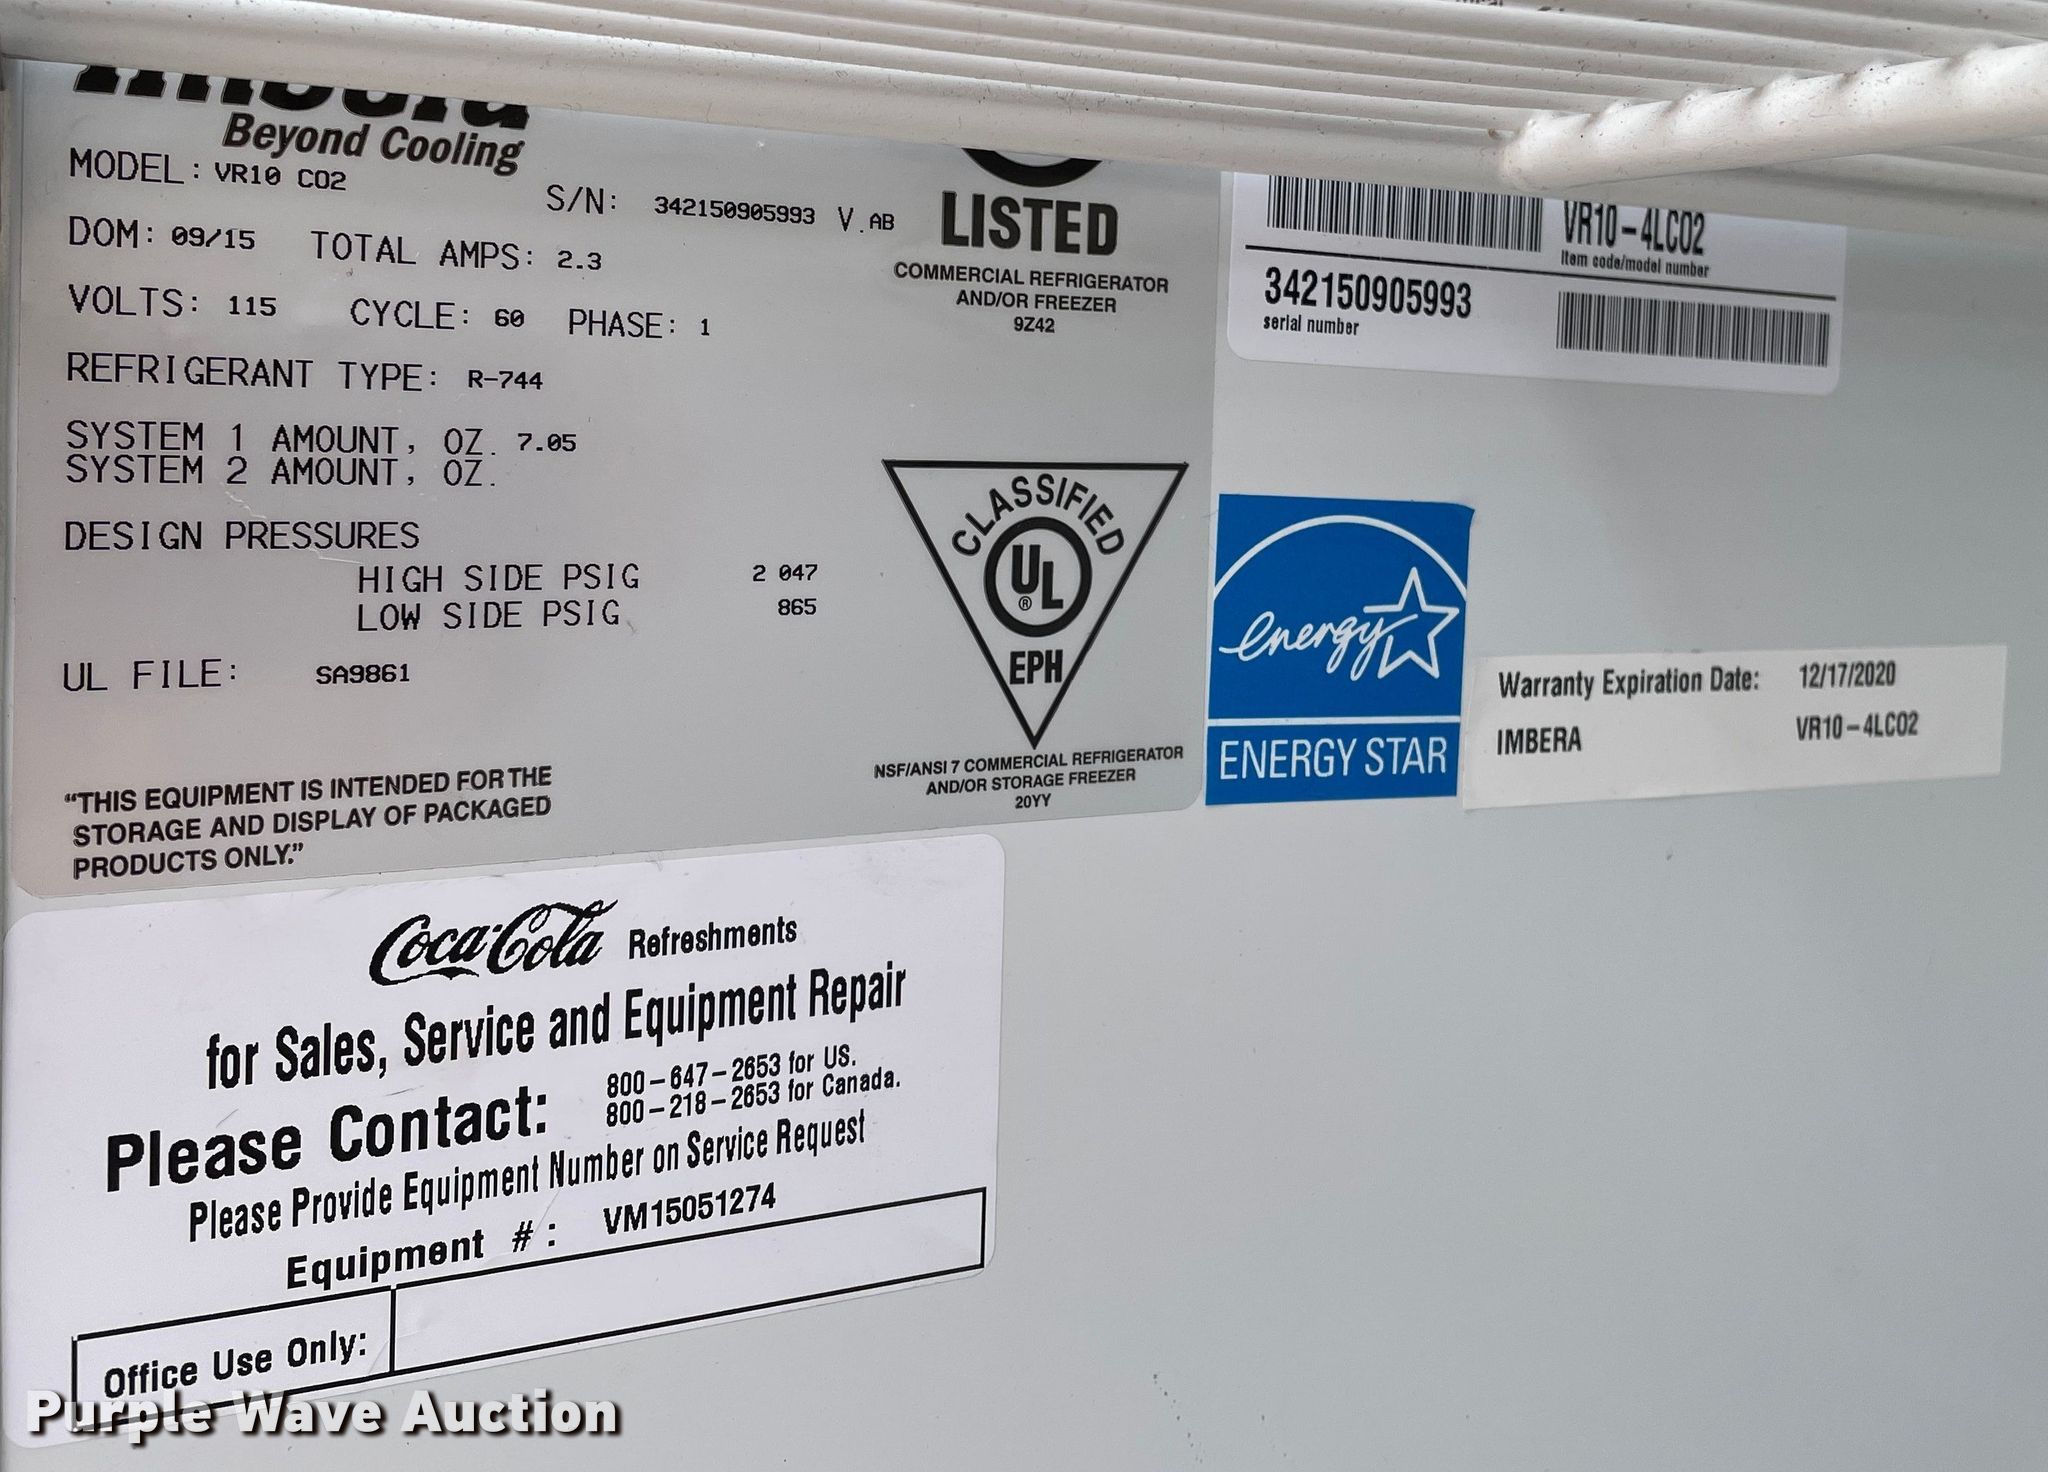 imbera
Beyond Cooling
MODEL: VR10 CO2
S/N: 342150905993 V.AB
DOM: 09/15 TOTAL AMPS: 2.3
VOLTS: 115 CYCLE: 60 PHASE: 1
REFRIGERANT TYPE: R-744
SYSTEM 1 AMOUNT, OZ. 7.05
SYSTEM 2 AMOUNT, OZ.
DESIGN PRESSURES
HIGH SIDE PSIG 2 047
LOW SIDE PSIG 865
UL FILE: SA9861
"THIS EQUIPMENT IS INTENDED FOR THE
STORAGE AND DISPLAY OF PACKAGED
PRODUCTS ONLY."
LISTED
COMMERCIAL REFRIGERATOR
AND/OR FREEZER
9Z42
CLASSIFIED
UL
®
EPH
NSF/ANSI 7 COMMERCIAL REFRIGERATOR
AND/OR STORAGE FREEZER
20YY
VR10-4LCO2
Item code/model number
342150905993
serial number
energy
ENERGY STAR
Warranty Expiration Date: 12/17/2020
IMBERA VR10-4LCO2
Coca-Cola Refreshments
for Sales, Service and Equipment Repair
Please Contact:
800-647-2653 for US.
800-218-2653 for Canada.
Please Provide Equipment Number on Service Request
Equipment #: VM15051274
Office Use Only:
Purple Wave Auction